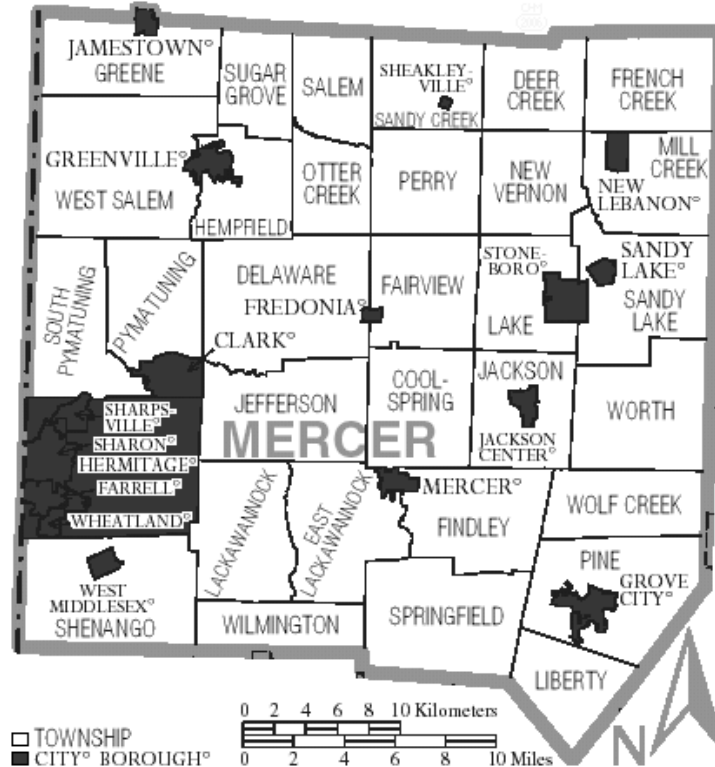 JAMESTOWN°
GREENE
SUGAR
GROVE
SALEM
SHEAKLEY-
VILLE°
SANDY CREEK
DEER
CREEK
FRENCH
CREEK
GREENVILLE°
WEST SALEM
HEMPFIELD
OTTER
CREEK
PERRY
NEW
VERNON
MILL
CREEK
NEW
LEBANON°
SOUTH
PYMATUNING
PYMATUNING
DELAWARE
FREDONIA°
CLARK°
FAIRVIEW
STONE-
BORO°
LAKE
SANDY
LAKE°
SANDY
LAKE
JEFFERSON
MERCER
COOL-
SPRING
JACKSON
JACKSON
CENTER°
WORTH
SHARPS-
VILLE°
SHARON°
HERMITAGE°
FARRELL°
WHEATLAND°
LACKAWANNOCK
EAST
LACKAWANNOCK
MERCER°
FINDLEY
WOLF CREEK
PINE
GROVE
CITY°
WEST
MIDDLESEX°
SHENANGO
WILMINGTON
SPRINGFIELD
LIBERTY
0 2 4 6 8 10 Kilometers
0 2 4 6 8 10 Miles
TOWNSHIP
CITY° BOROUGH°
N